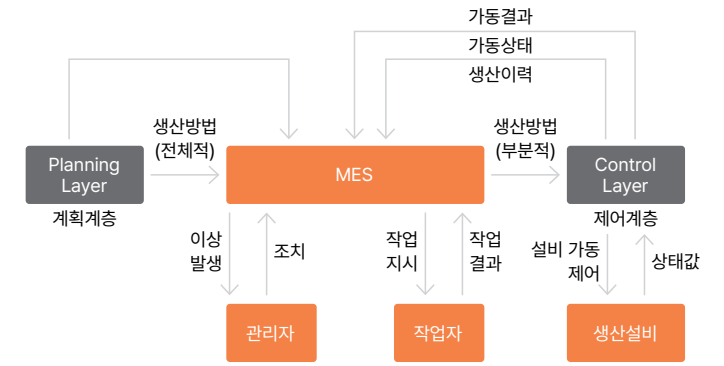 가동결과
가동상태
생산이력
생산방법
(전체적)
생산방법
(부분적)
Planning
Layer
MES
Control
Layer
계획계층
제어계층
이상
발생
조치
작업
지시
작업
결과
설비 가동
제어
상태값
관리자
작업자
생산설비